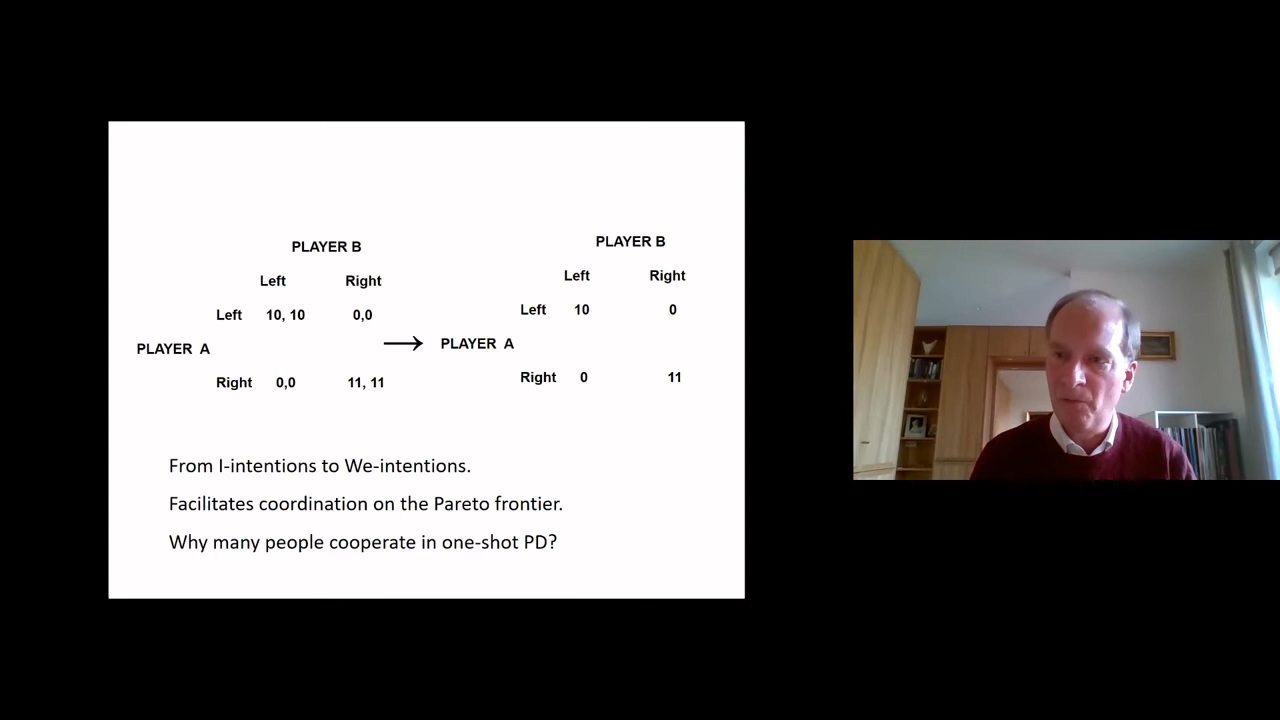 PLAYER B
Left Right
Left 10, 10 0,0
PLAYER A
Right 0,0 11, 11
PLAYER B
Left Right
Left 10 0
PLAYER A
Right 0 11
From I-intentions to We-intentions.
Facilitates coordination on the Pareto frontier.
Why many people cooperate in one-shot PD?